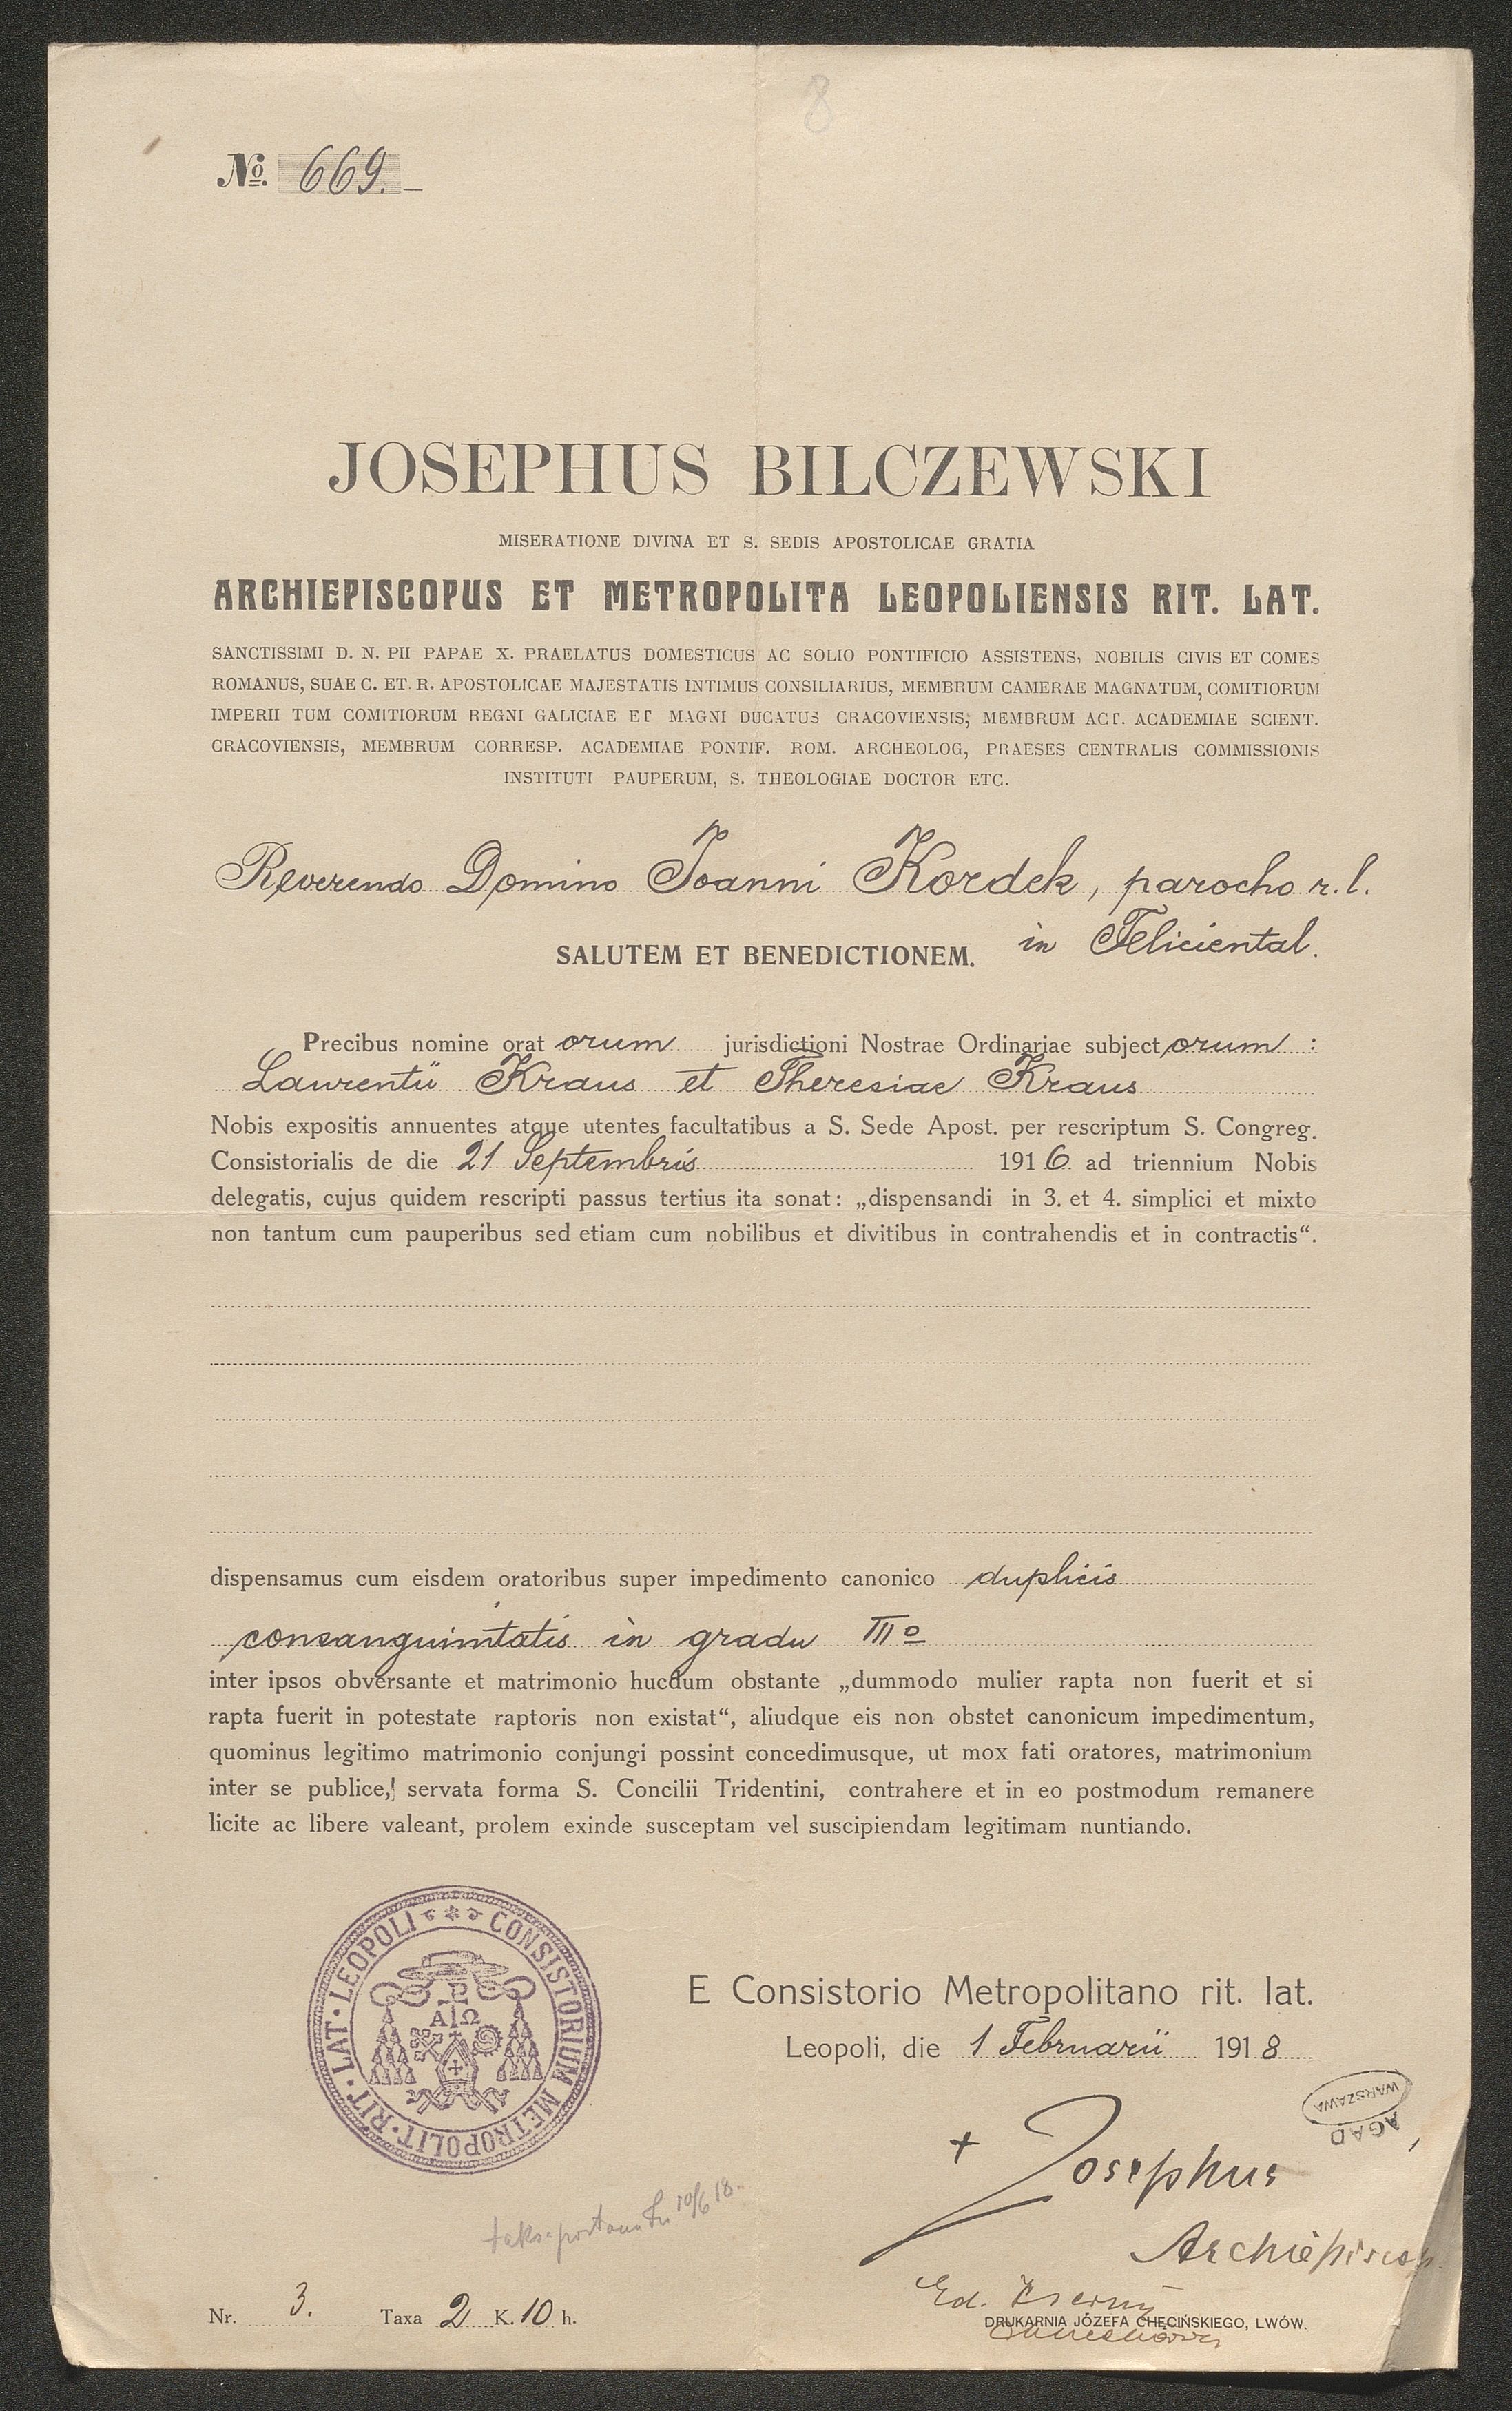 8
No. 669.
JOSEPHUS BILCZEWSKI
MISERATIONE DIVINA ET S. SEDIS APOSTOLICAE GRATIA
ARCHIEPISCOPUS ET METROPOLITA LEOPOLIENSIS RIT. LAT.
SANCTISSIMI D. N. PII PAPAE X. PRAELATUS DOMESTICUS AC SOLIO PONTIFICIO ASSISTENS, NOBILIS CIVIS ET COMES
ROMANUS, SUAE C. ET. R. APOSTOLICAE MAJESTATIS INTIMUS CONSILIARIUS, MEMBRUM CAMERAE MAGNATUM, COMITIORUM
IMPERII TUM COMITIORUM REGNI GALICIAE ET MAGNI DUCATUS CRACOVIENSIS, MEMBRUM ACT. ACADEMIAE SCIENT.
CRACOVIENSIS, MEMBRUM CORRESP. ACADEMIAE PONTIF. ROM. ARCHEOLOG, PRAESES CENTRALIS COMMISSIONIS
INSTITUTI PAUPERUM, S. THEOLOGIAE DOCTOR ETC.
Reverendo Domino Joanni Kordek, parocho r. l.
SALUTEM ET BENEDICTIONEM. in Feliciental.
Precibus nomine orat orum jurisdictioni Nostrae Ordinariae subject orum :
Laurentii Kraus et Theresiae Kraus
Nobis expositis annuentes atque utentes facultatibus a S. Sede Apost. per rescriptum S. Congreg.
Consistorialis de die 21 Septembris 1916 ad triennium Nobis
delegatis, cujus quidem rescripti passus tertius ita sonat: „dispensandi in 3. et 4. simplici et mixto
non tantum cum pauperibus sed etiam cum nobilibus et divitibus in contrahendis et in contractis“.
dispensamus cum eisdem oratoribus super impedimento canonico duplicis
consanguinitatis in gradu IIIo
inter ipsos obversante et matrimonio hucdum obstante „dummodo mulier rapta non fuerit et si
rapta fuerit in potestate raptoris non existat“, aliudque eis non obstet canonicum impedimentum,
quominus legitimo matrimonio conjungi possint concedimusque, ut mox fati oratores, matrimonium
inter se publice, servata forma S. Concilii Tridentini, contrahere et in eo postmodum remanere
licite ac libere valeant, prolem exinde susceptam vel suscipiendam legitimam nuntiando.
CONSISTORIUM METROPOLIT·RIT·LAT·LEOPOLI
A Ω
E Consistorio Metropolitano rit. lat.
Leopoli, die 1 Februarii 1918
AGAD
WARSZAWA
+ Josephus
Archiepiscop.
10/6 18.
Nr. 3. Taxa 2 K. 10 h.
Ed.
DRUKARNIA JÓZEFA CHĘCIŃSKIEGO, LWÓW.